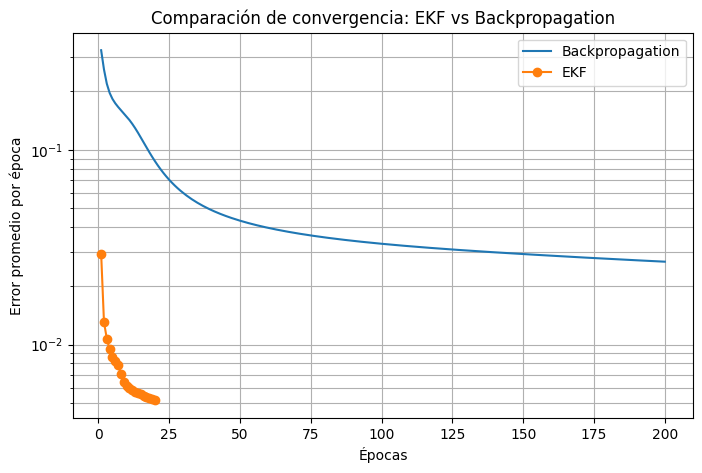 Comparación de convergencia: EKF vs Backpropagation
Backpropagation
EKF
Error promedio por época
10⁻¹
10⁻²
0 25 50 75 100 125 150 175 200
Épocas